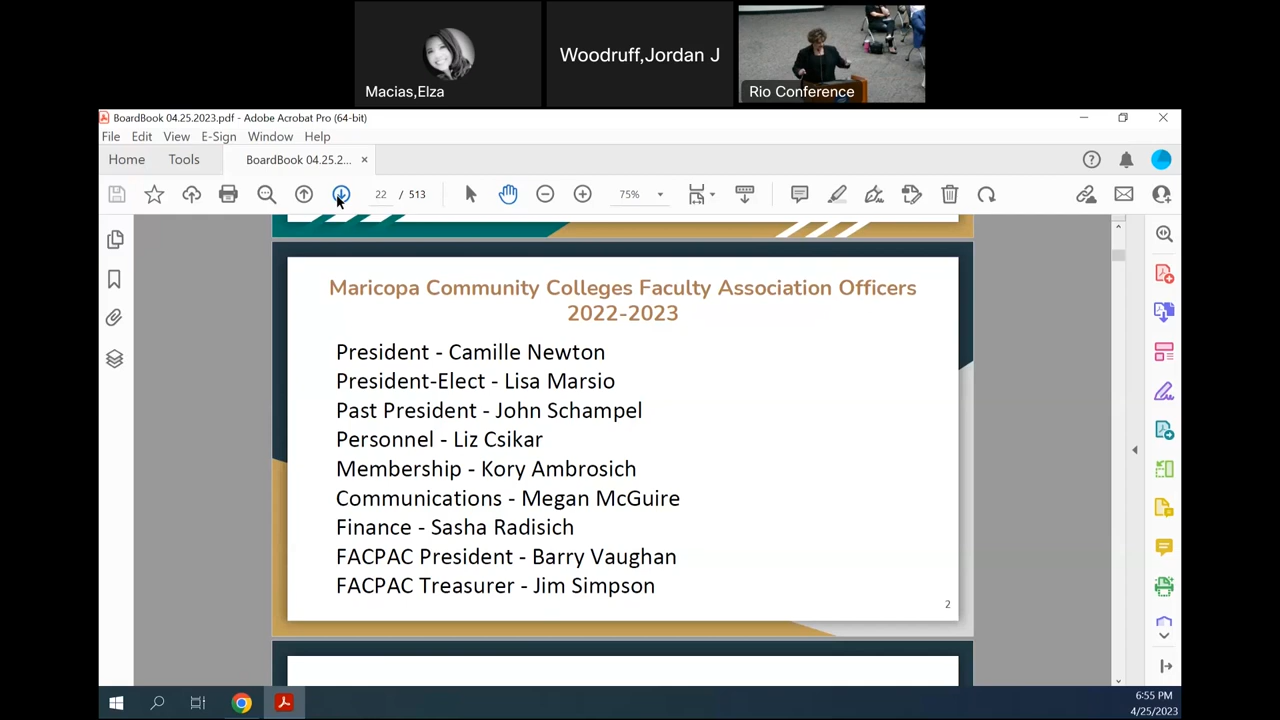 Macias,Elza
Woodruff,Jordan J
Rio Conference
BoardBook 04.25.2023.pdf - Adobe Acrobat Pro (64-bit)
File Edit View E-Sign Window Help
Home Tools BoardBook 04.25.2... ×
22 / 513 75%
Maricopa Community Colleges Faculty Association Officers
2022-2023
President - Camille Newton
President-Elect - Lisa Marsio
Past President - John Schampel
Personnel - Liz Csikar
Membership - Kory Ambrosich
Communications - Megan McGuire
Finance - Sasha Radisich
FACPAC President - Barry Vaughan
FACPAC Treasurer - Jim Simpson
2
6:55 PM
4/25/2023